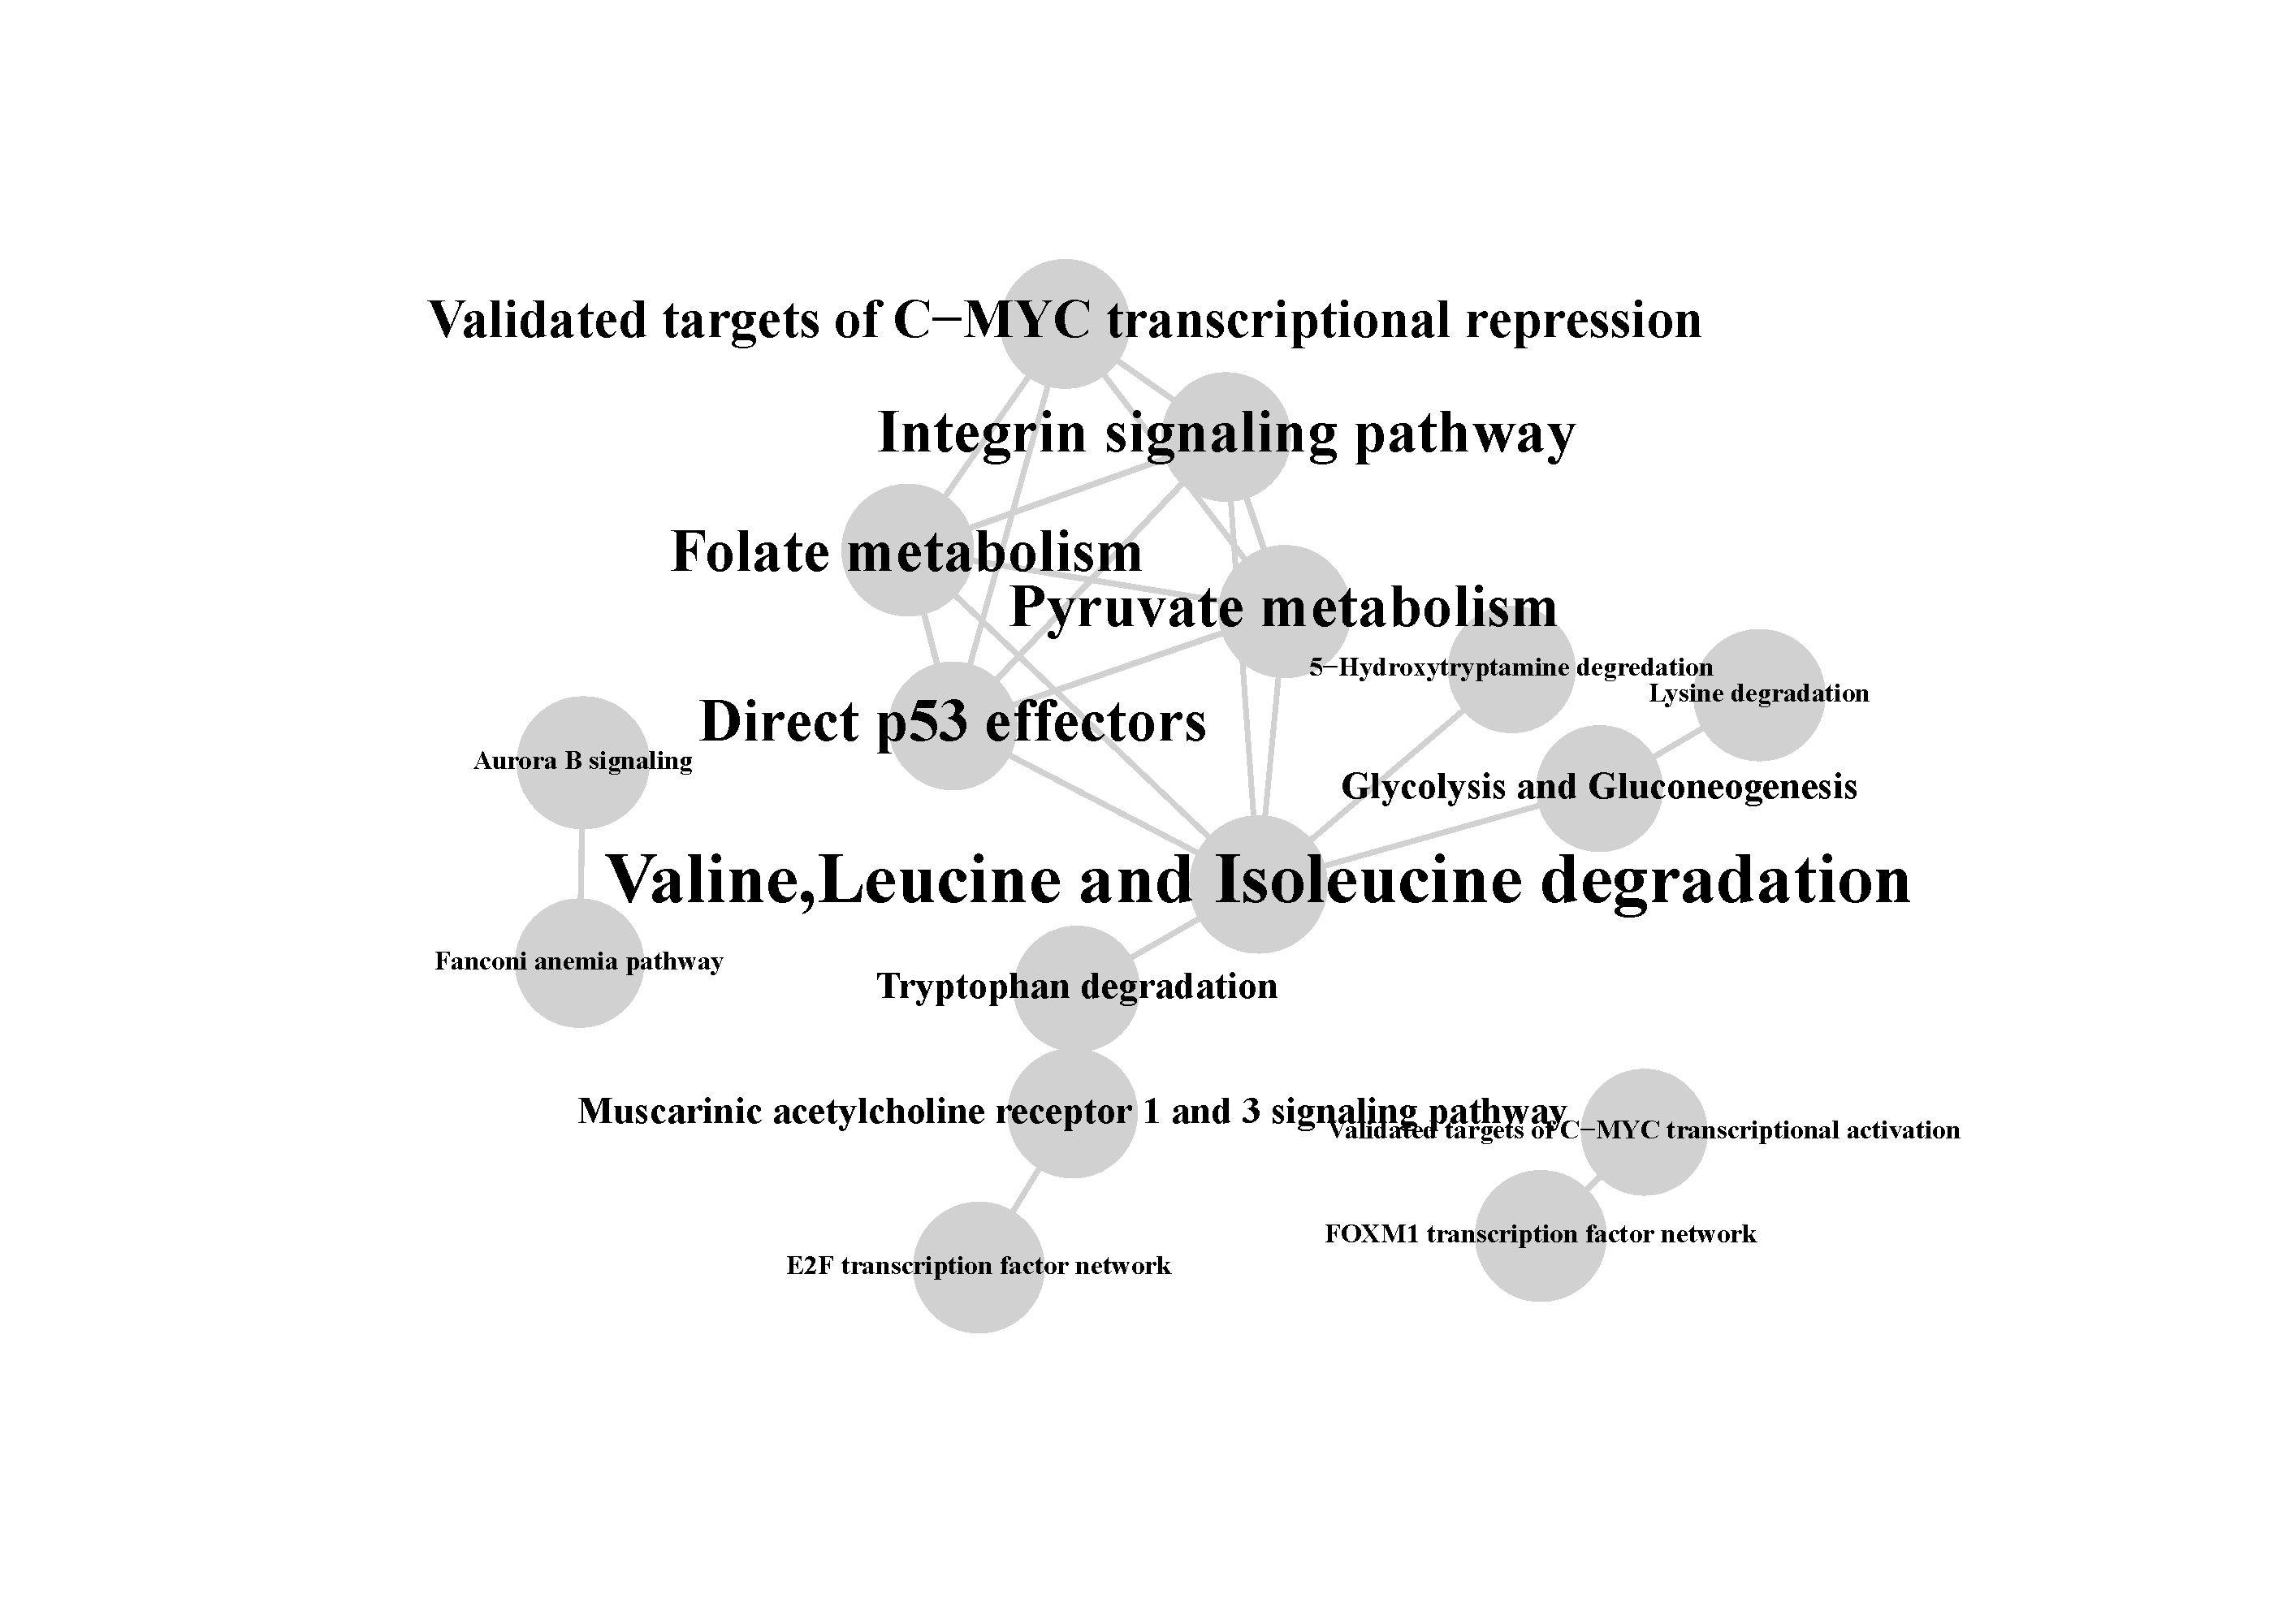 Validated targets of C−MYC transcriptional repression
Integrin signaling pathway
Folate metabolism
Pyruvate metabolism
5−Hydroxytryptamine degredation
Lysine degradation
Direct p53 effectors
Aurora B signaling
Glycolysis and Gluconeogenesis
Valine,Leucine and Isoleucine degradation
Fanconi anemia pathway
Tryptophan degradation
Muscarinic acetylcholine receptor 1 and 3 signaling pathway
Validated targets of C−MYC transcriptional activation
FOXM1 transcription factor network
E2F transcription factor network